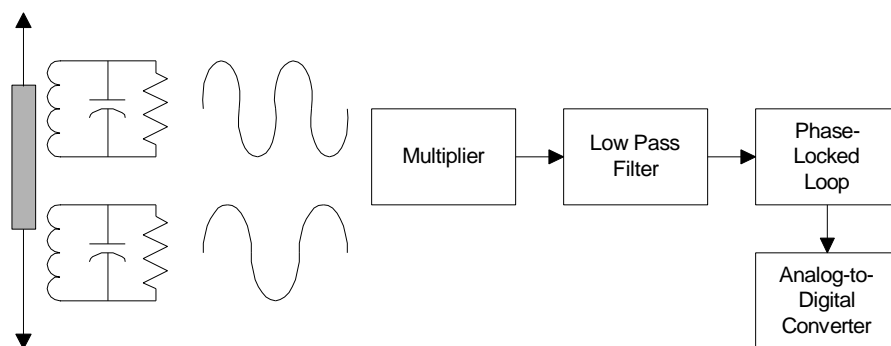 Multiplier
Low Pass
Filter
Phase-
Locked
Loop
Analog-to-
Digital
Converter